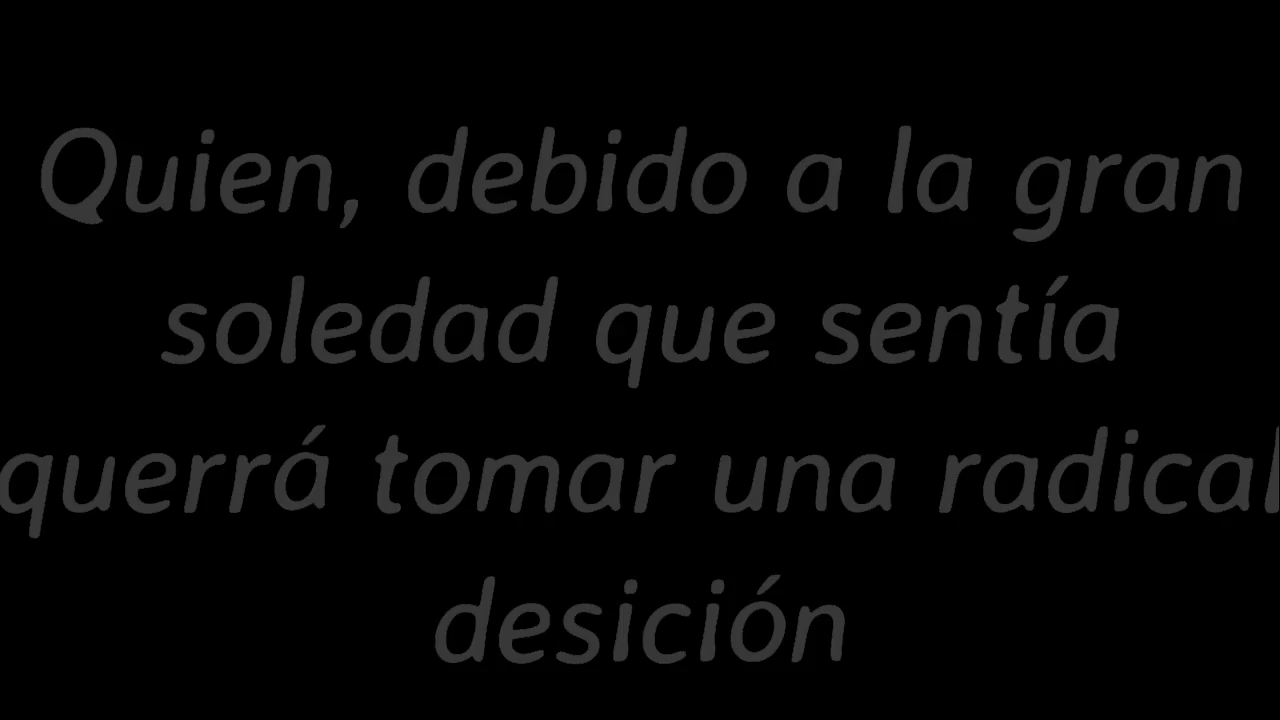 Quien, debido a la gran
soledad que sentía
querrá tomar una radical
desición